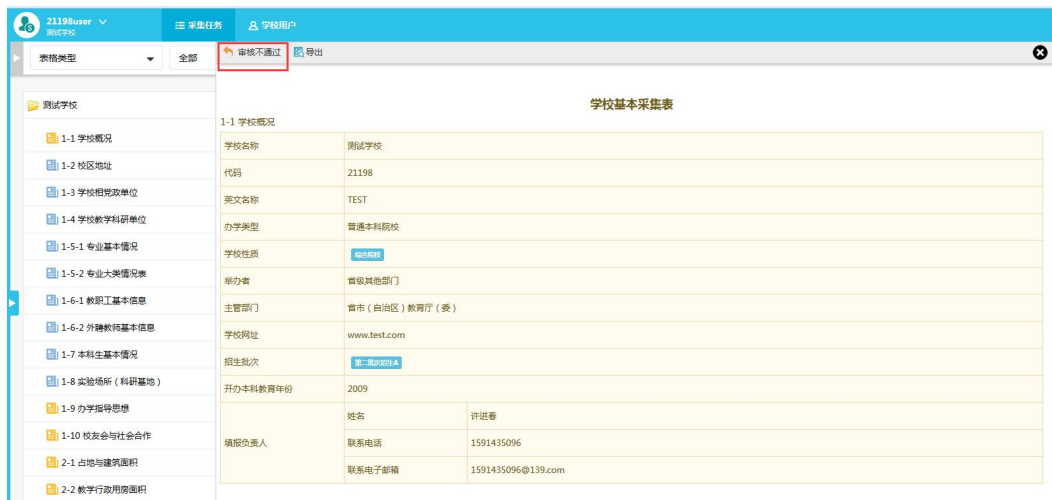 21198user
测试学校
采集任务
学校用户
表格类型
全部
审核不通过
导出
测试学校
1-1 学校概况
1-2 校区地址
1-3 学校相党政单位
1-4 学校教学科研单位
1-5-1 专业基本情况
1-5-2 专业大类情况表
1-6-1 教职工基本信息
1-6-2 外聘教师基本信息
1-7 本科生基本情况
1-8 实验场所（科研基地）
1-9 办学指导思想
1-10 校友会与社会合作
2-1 占地与建筑面积
2-2 教学行政用房面积
学校基本采集表
1-1 学校概况
学校名称 测试学校
代码 21198
英文名称 TEST
办学类型 普通本科院校
学校性质 综合院校
举办者 省级其他部门
主管部门 省市（自治区）教育厅（委）
学校网址 www.test.com
招生批次 第二批次招生A
开办本科教育年份 2009
填报负责人
姓名 许进春
联系电话 1591435096
联系电子邮箱 1591435096@139.com